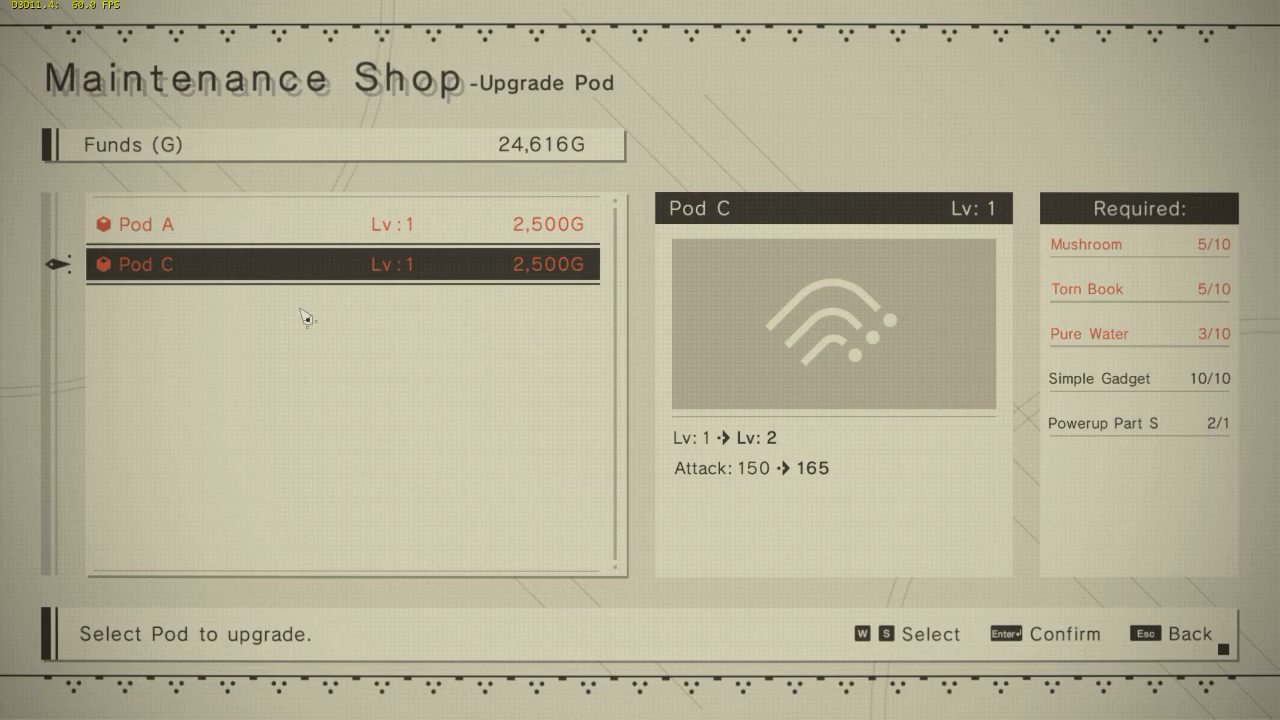 D3D11.4: 60.0 FPS
Maintenance Shop -Upgrade Pod
Funds (G) 24,616G
Pod A Lv:1 2,500G
Pod C Lv:1 2,500G
Pod C Lv: 1
Lv: 1 Lv: 2
Attack: 150 165
Required:
Mushroom 5/10
Torn Book 5/10
Pure Water 3/10
Simple Gadget 10/10
Powerup Part S 2/1
Select Pod to upgrade.
W S Select Enter Confirm Esc Back